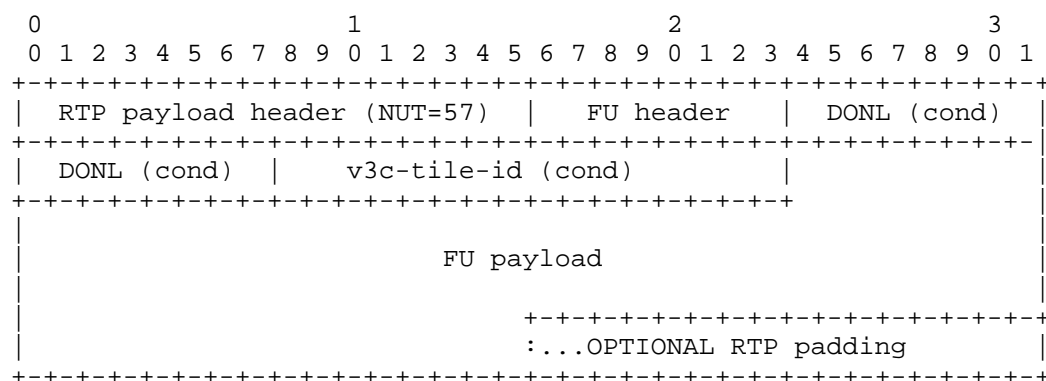 0                   1                   2                   3
 0 1 2 3 4 5 6 7 8 9 0 1 2 3 4 5 6 7 8 9 0 1 2 3 4 5 6 7 8 9 0 1
+-+-+-+-+-+-+-+-+-+-+-+-+-+-+-+-+-+-+-+-+-+-+-+-+-+-+-+-+-+-+-+-+
|  RTP payload header (NUT=57)  |   FU header   |  DONL (cond)  |
+-+-+-+-+-+-+-+-+-+-+-+-+-+-+-+-+-+-+-+-+-+-+-+-+-+-+-+-+-+-+-+-|
|  DONL (cond)  |    v3c-tile-id (cond)         |               |
+-+-+-+-+-+-+-+-+-+-+-+-+-+-+-+-+-+-+-+-+-+-+-+-+               |
|                                                               |
|                          FU payload                           |
|                                                               |
|                               +-+-+-+-+-+-+-+-+-+-+-+-+-+-+-+-+
|                               :...OPTIONAL RTP padding        |
+-+-+-+-+-+-+-+-+-+-+-+-+-+-+-+-+-+-+-+-+-+-+-+-+-+-+-+-+-+-+-+-+